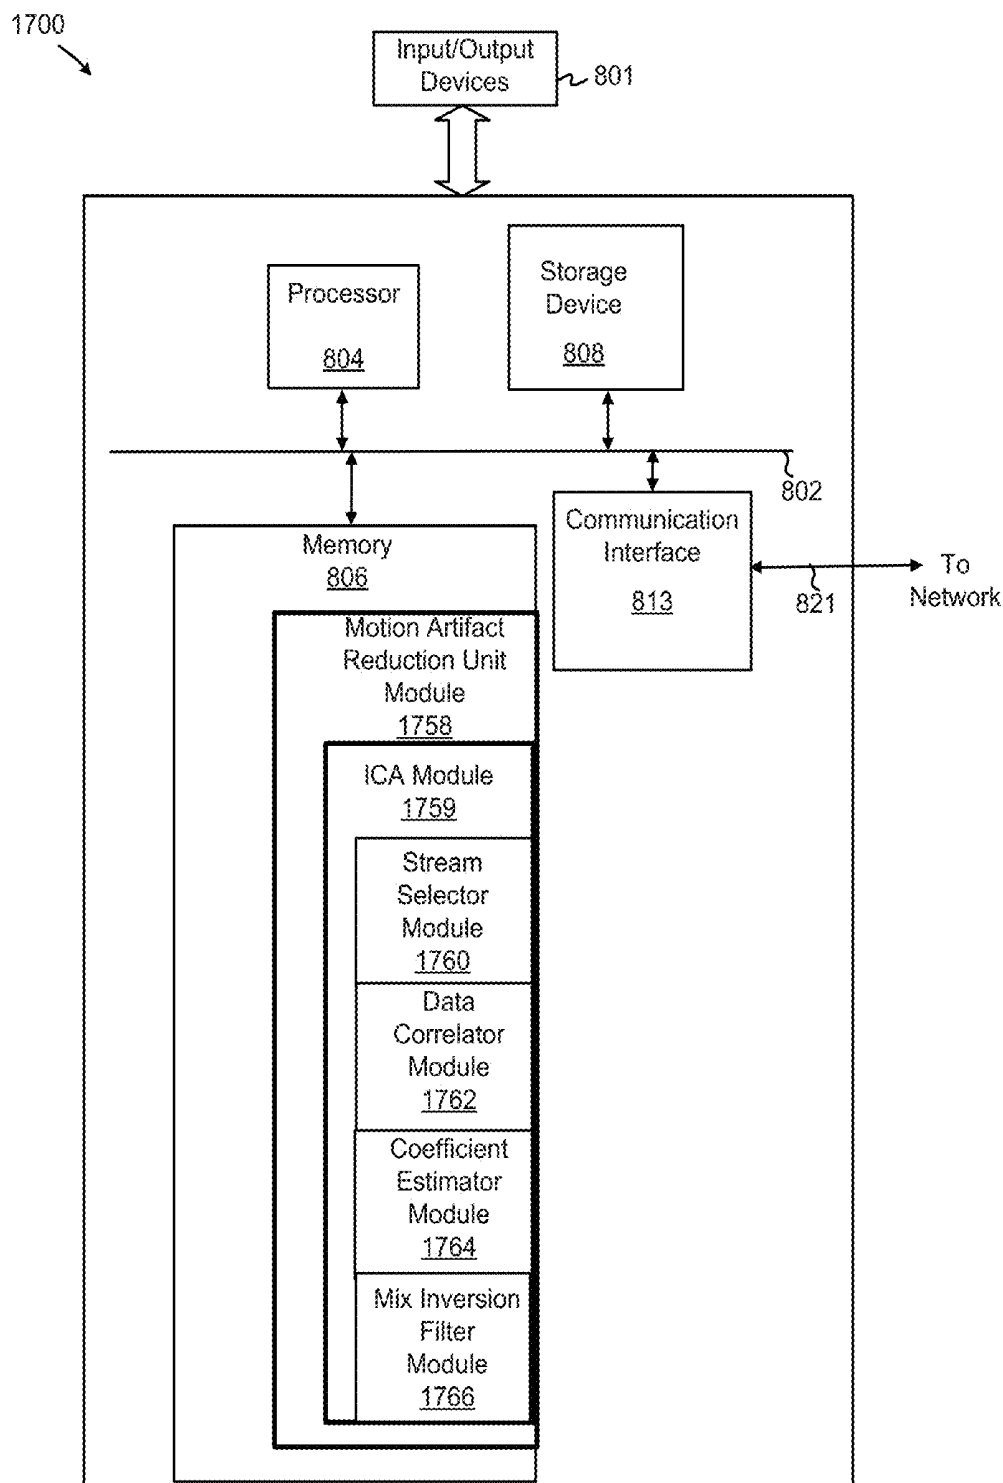 1700
Input/Output
Devices
801
Processor
804
Storage
Device
808
802
Memory
806
Communication
Interface
813
821
To
Network
Motion Artifact
Reduction Unit
Module
1758
ICA Module
1759
Stream
Selector
Module
1760
Data
Correlator
Module
1762
Coefficient
Estimator
Module
1764
Mix Inversion
Filter
Module
1766